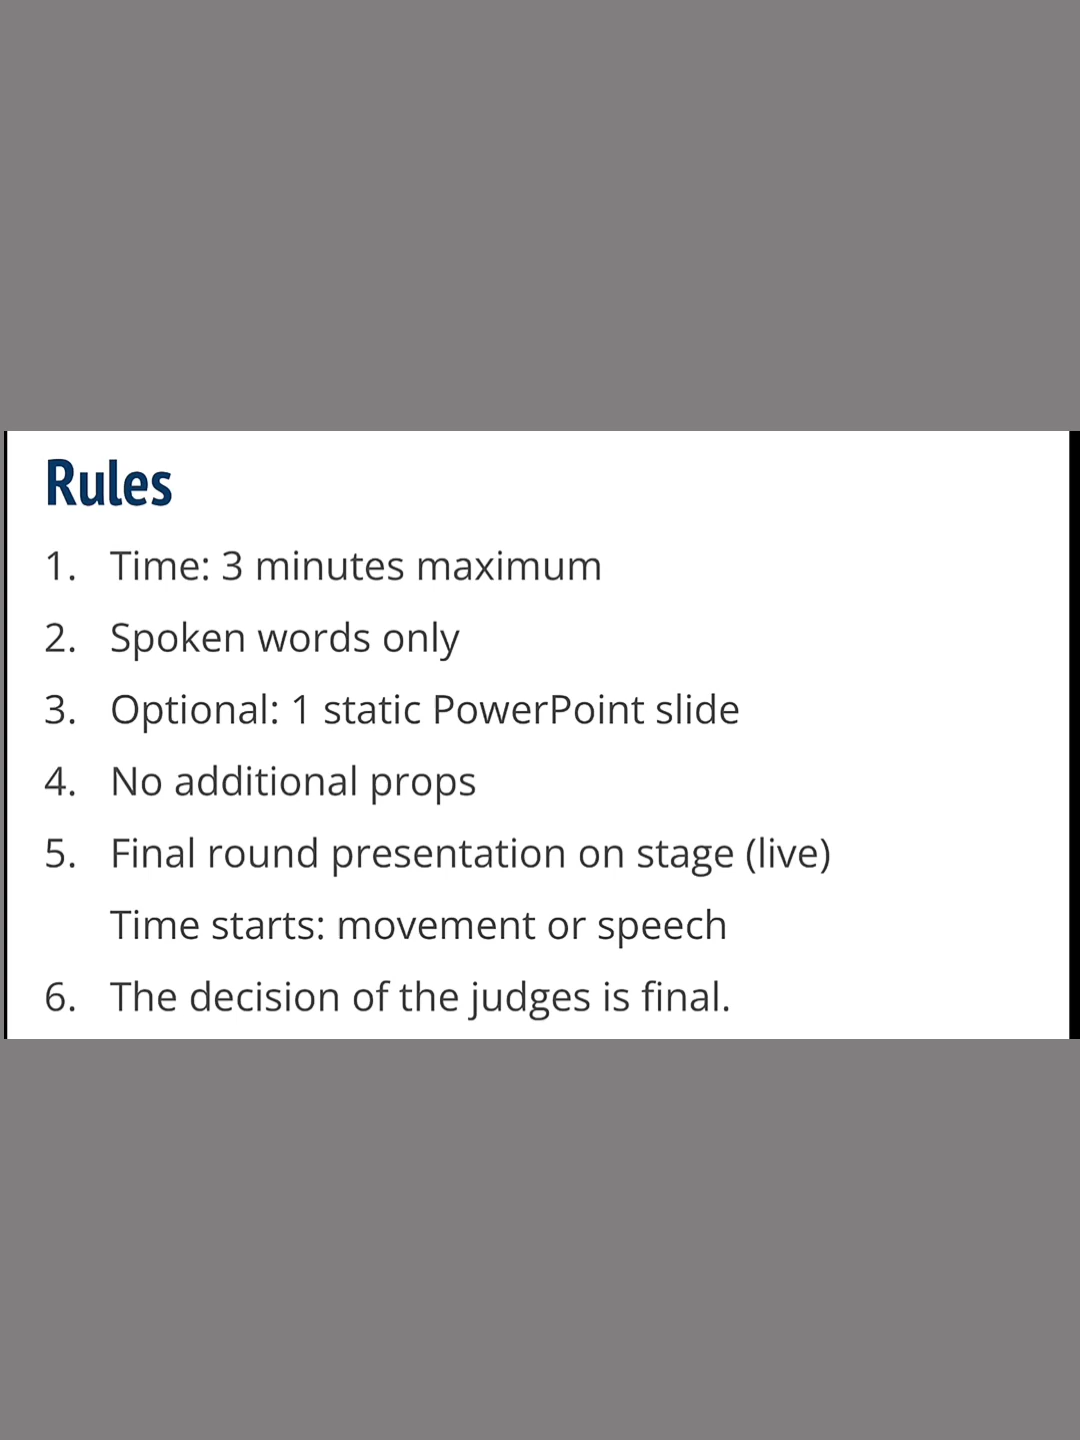 Rules
1. Time: 3 minutes maximum
2. Spoken words only
3. Optional: 1 static PowerPoint slide
4. No additional props
5. Final round presentation on stage (live)
Time starts: movement or speech
6. The decision of the judges is final.